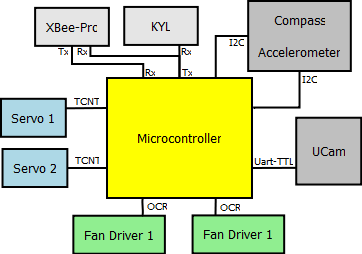 XBee-Pro
KYL
Compass
Accelerometer
Tx
Rx
Rx
I2C
Rx
Tx
I2C
Servo 1
TCNT
Microcontroller
Servo 2
TCNT
Uart-TTL
UCam
OCR
OCR
Fan Driver 1
Fan Driver 1